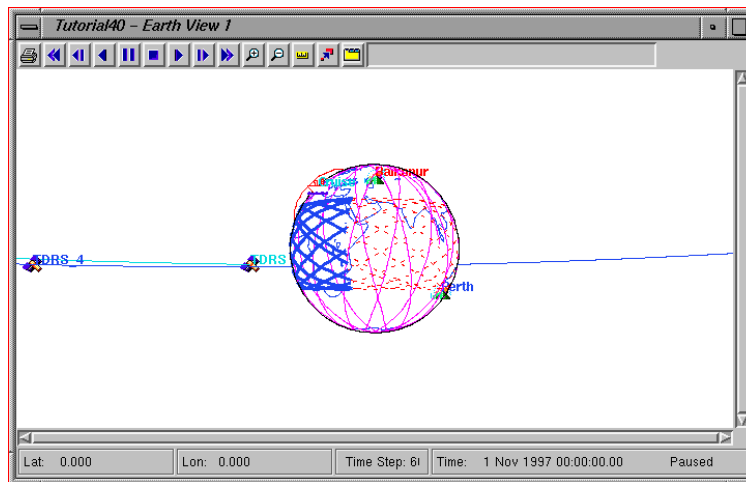 Tutorial40 – Earth View 1
Baikonur
TDRS_4
TDRS
Perth
Lat: 0.000
Lon: 0.000
Time Step: 6
Time: 1 Nov 1997 00:00:00.00
Paused